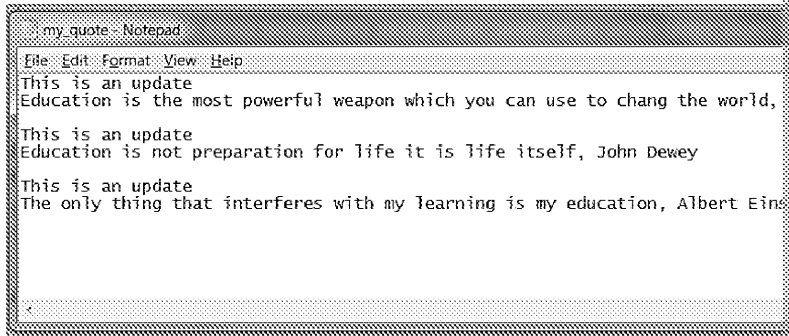 my_quote - Notepad
File Edit Format View Help
This is an update
Education is the most powerful weapon which you can use to chang the world,
This is an update
Education is not preparation for life it is life itself, John Dewey
This is an update
The only thing that interferes with my learning is my education, Albert Eins